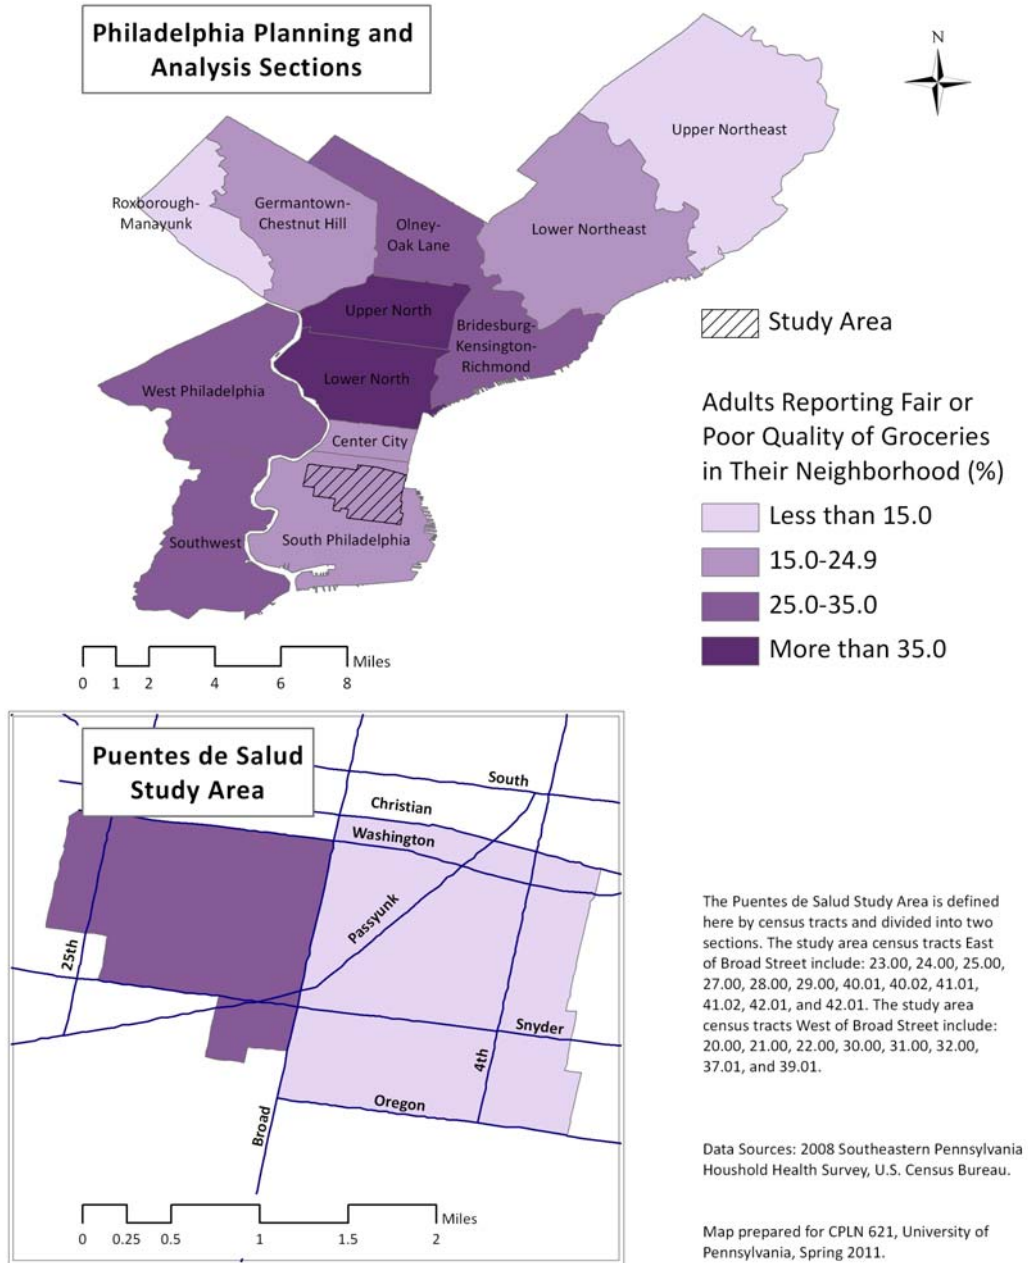 Philadelphia Planning and
Analysis Sections
N
Upper Northeast
Roxborough-
Manayunk
Germantown-
Chestnut Hill
Olney-
Oak Lane
Lower Northeast
Upper North
Bridesburg-
Kensington-
Richmond
Lower North
West Philadelphia
Center City
Southwest
South Philadelphia
Study Area
Adults Reporting Fair or
Poor Quality of Groceries
in Their Neighborhood (%)
Less than 15.0
15.0-24.9
25.0-35.0
More than 35.0
Miles
0 1 2 4 6 8
Puentes de Salud
Study Area
South
Christian
Washington
Passyunk
25th
Snyder
4th
Oregon
Broad
Miles
0 0.25 0.5 1 1.5 2
The Puentes de Salud Study Area is defined
here by census tracts and divided into two
sections. The study area census tracts East
of Broad Street include: 23.00, 24.00, 25.00,
27.00, 28.00, 29.00, 40.01, 40.02, 41.01,
41.02, 42.01, and 42.01. The study area
census tracts West of Broad Street include:
20.00, 21.00, 22.00, 30.00, 31.00, 32.00,
37.01, and 39.01.
Data Sources: 2008 Southeastern Pennsylvania
Houshold Health Survey, U.S. Census Bureau.
Map prepared for CPLN 621, University of
Pennsylvania, Spring 2011.